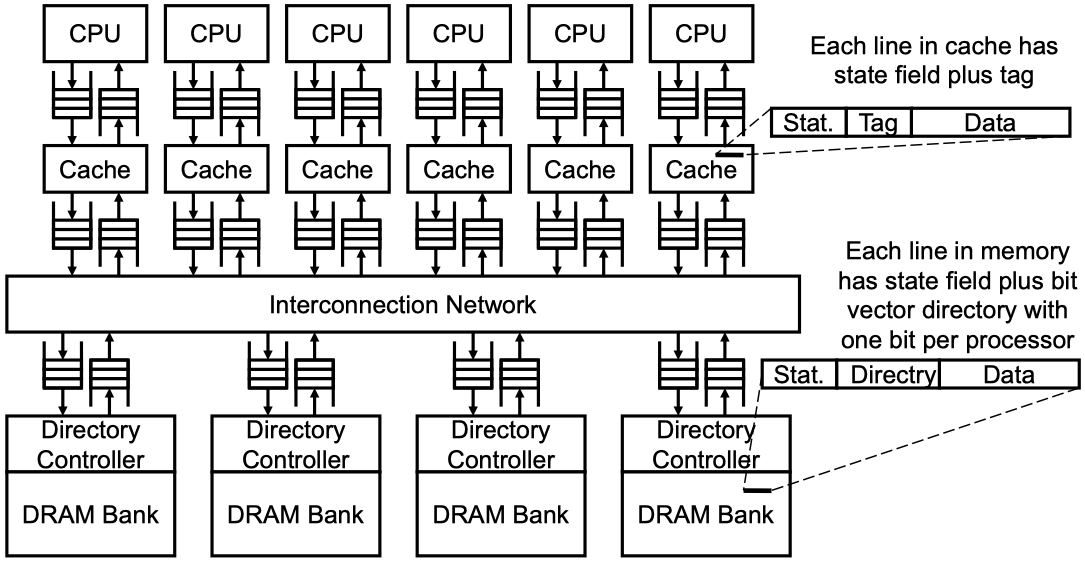 CPU CPU CPU CPU CPU CPU
Each line in cache has
state field plus tag
Stat. Tag Data
Cache Cache Cache Cache Cache Cache
Each line in memory
has state field plus bit
vector directory with
one bit per processor
Interconnection Network
Stat. Directry Data
Directory
Controller
Directory
Controller
Directory
Controller
Directory
Controller
DRAM Bank DRAM Bank DRAM Bank DRAM Bank